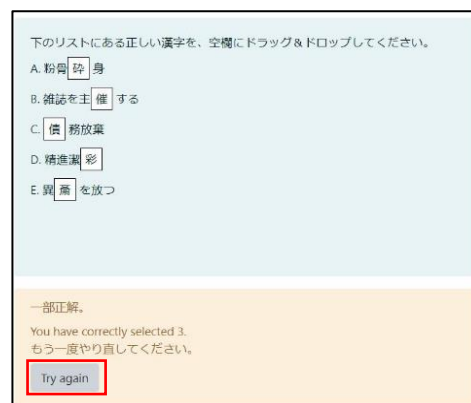 下のリストにある正しい漢字を、空欄にドラッグ＆ドロップしてください。
A. 粉骨 砕 身
B. 雑誌を主 催 する
C. 債 務放棄
D. 精進潔 彩
E. 異 斎 を放つ
一部正解。
You have correctly selected 3.
もう一度やり直してください。
Try again